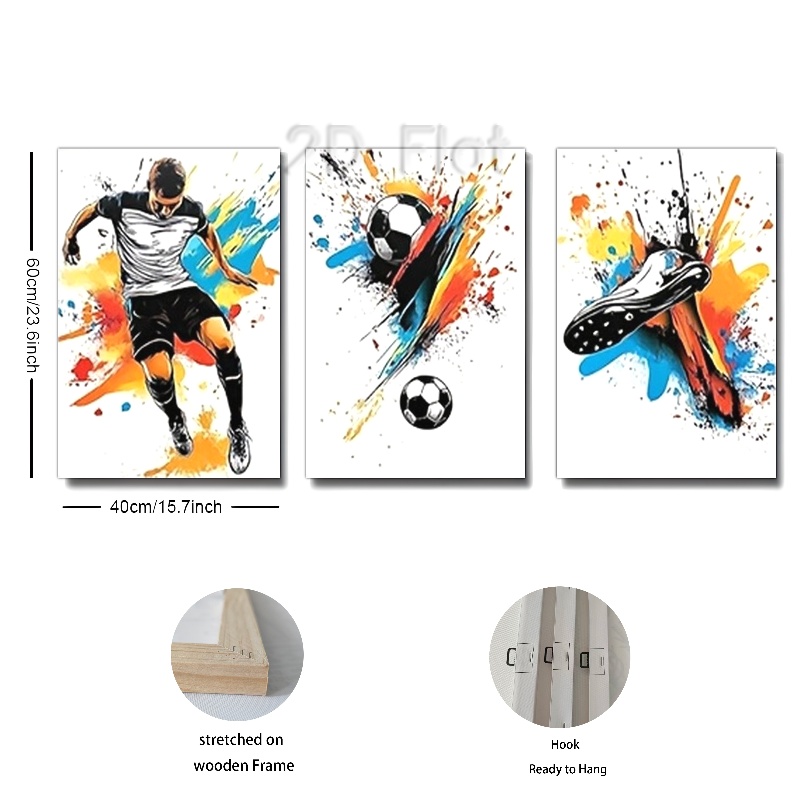 2D Flat
60cm/23.6inch
40cm/15.7inch
stretched on
wooden Frame
Hook
Ready to Hang